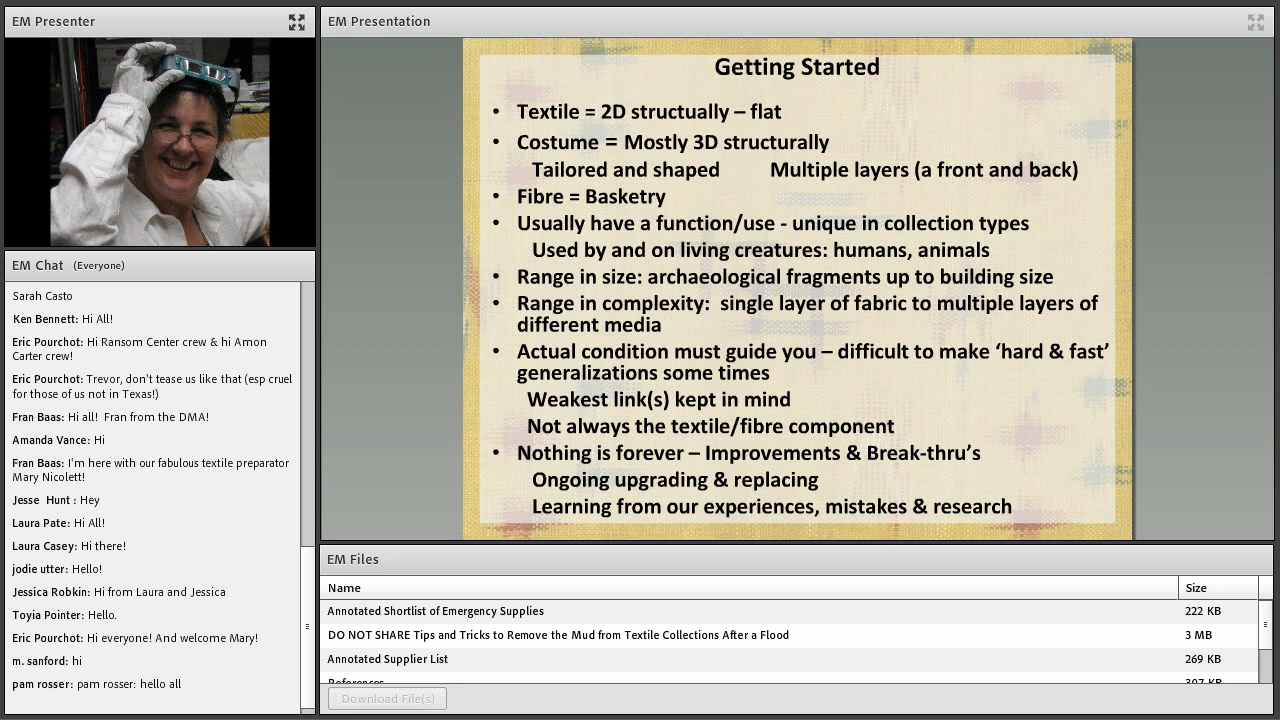 EM Presenter
EM Chat (Everyone)
Sarah Casto
Ken Bennett: Hi All!
Eric Pourchot: Hi Ransom Center crew & hi Amon
Carter crew!
Eric Pourchot: Trevor, don't tease us like that (esp cruel
for those of us not in Texas!)
Fran Baas: Hi all!  Fran from the DMA!
Amanda Vance: Hi
Fran Baas: I'm here with our fabulous textile preparator
Mary Nicolett!
Jesse  Hunt : Hey
Laura Pate: Hi All!
Laura Casey: Hi there!
jodie utter: Hello!
Jessica Robkin: Hi from Laura and Jessica
Toyia Pointer: Hello.
Eric Pourchot: Hi everyone! And welcome Mary!
m. sanford: hi
pam rosser: pam rosser: hello all
EM Presentation
Getting Started
• Textile = 2D structually – flat
• Costume = Mostly 3D structurally
Tailored and shaped Multiple layers (a front and back)
• Fibre = Basketry
• Usually have a function/use - unique in collection types
Used by and on living creatures: humans, animals
• Range in size: archaeological fragments up to building size
• Range in complexity:  single layer of fabric to multiple layers of
different media
• Actual condition must guide you – difficult to make ‘hard & fast’
generalizations some times
Weakest link(s) kept in mind
Not always the textile/fibre component
• Nothing is forever – Improvements & Break-thru’s
Ongoing upgrading & replacing
Learning from our experiences, mistakes & research
EM Files
Name Size
Annotated Shortlist of Emergency Supplies 222 KB
DO NOT SHARE Tips and Tricks to Remove the Mud from Textile Collections After a Flood 3 MB
Annotated Supplier List 269 KB
References 307 KB
Download File(s)